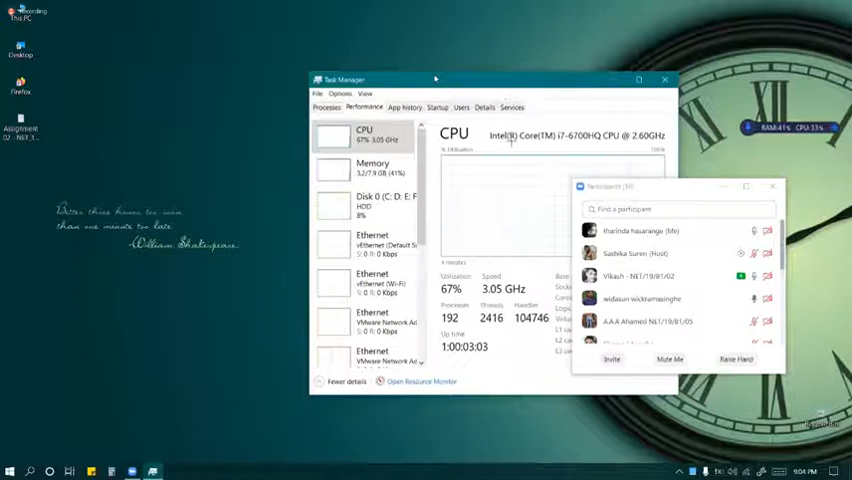 Recording
This PC
Desktop
Firefox
Assignment
02 - NET_1...
Better three hours too soon
than one minute too late
-William Shakespeare
Task Manager
File Options View
Processes Performance App history Startup Users Details Services
CPU
67% 3.05 GHz
Memory
3.2/7.9 GB (41%)
Disk 0 (C: D: E: F
HDD
8%
Ethernet
vEthernet (Default S
S: 0 R: 0 Kbps
Ethernet
vEthernet (Wi-Fi)
S: 0 R: 0 Kbps
Ethernet
VMware Network Ad
S: 0 R: 0 Kbps
Ethernet
VMware Network Ad
CPU
Intel(R) Core(TM) i7-6700HQ CPU @ 2.60GHz
% Utilization 100%
Utilization Speed
67% 3.05 GHz
Processes Threads Handles
192 2416 104746
Up time
1:00:03:03
Base
Fewer details
Open Resource Monitor
Find a participant
tharinda hasarange (Me)
Sashika Suren (Host)
Vikash - NET/19/81/02
widasun wickramasinghe
A.A.A Ahamed NET/19/81/05
Invite Mute Me Raise Hand
RAM:41% CPU:33%
9:04 PM